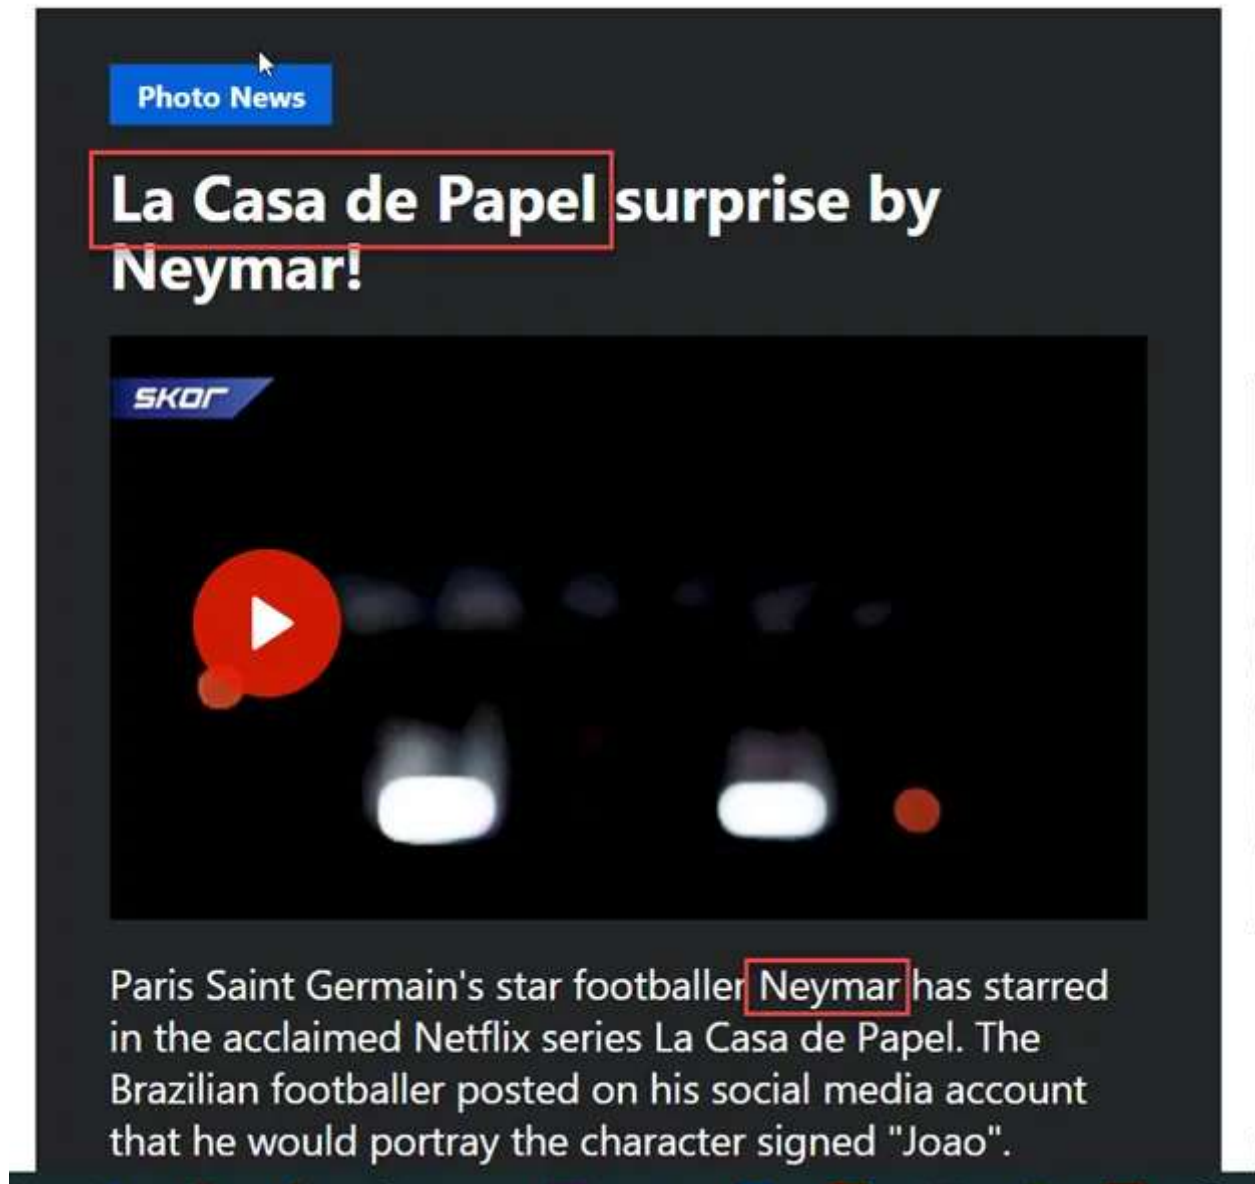 Photo News
La Casa de Papel surprise by
Neymar!
SKOR
Paris Saint Germain's star footballer Neymar has starred
in the acclaimed Netflix series La Casa de Papel. The
Brazilian footballer posted on his social media account
that he would portray the character signed "Joao".